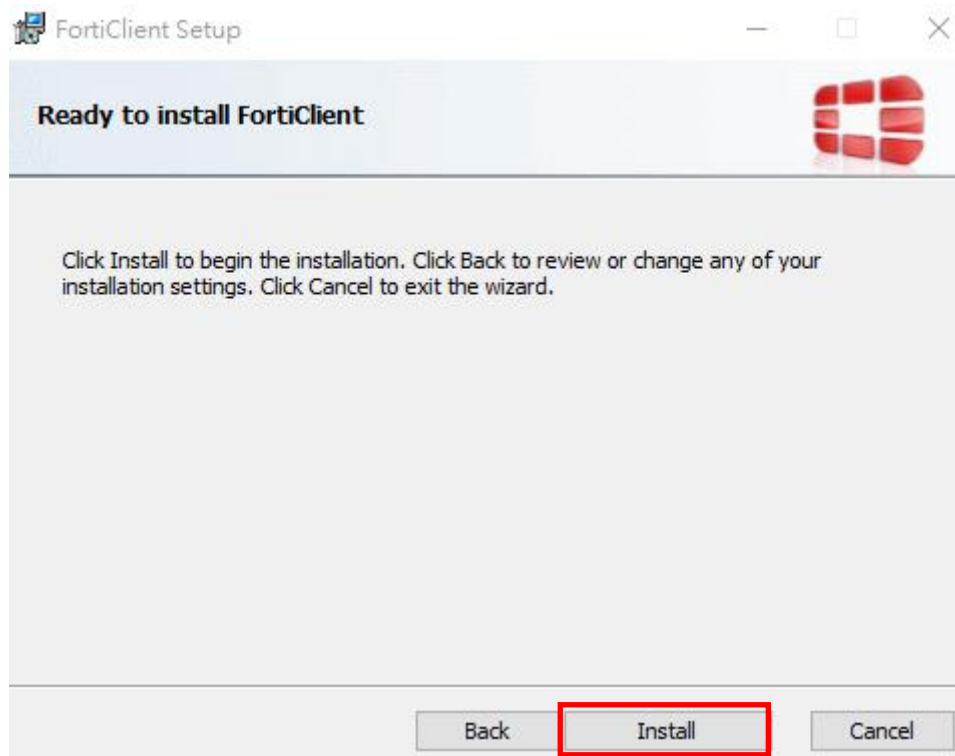 FortiClient Setup
Ready to install FortiClient
Click Install to begin the installation. Click Back to review or change any of your
installation settings. Click Cancel to exit the wizard.
Back Install Cancel